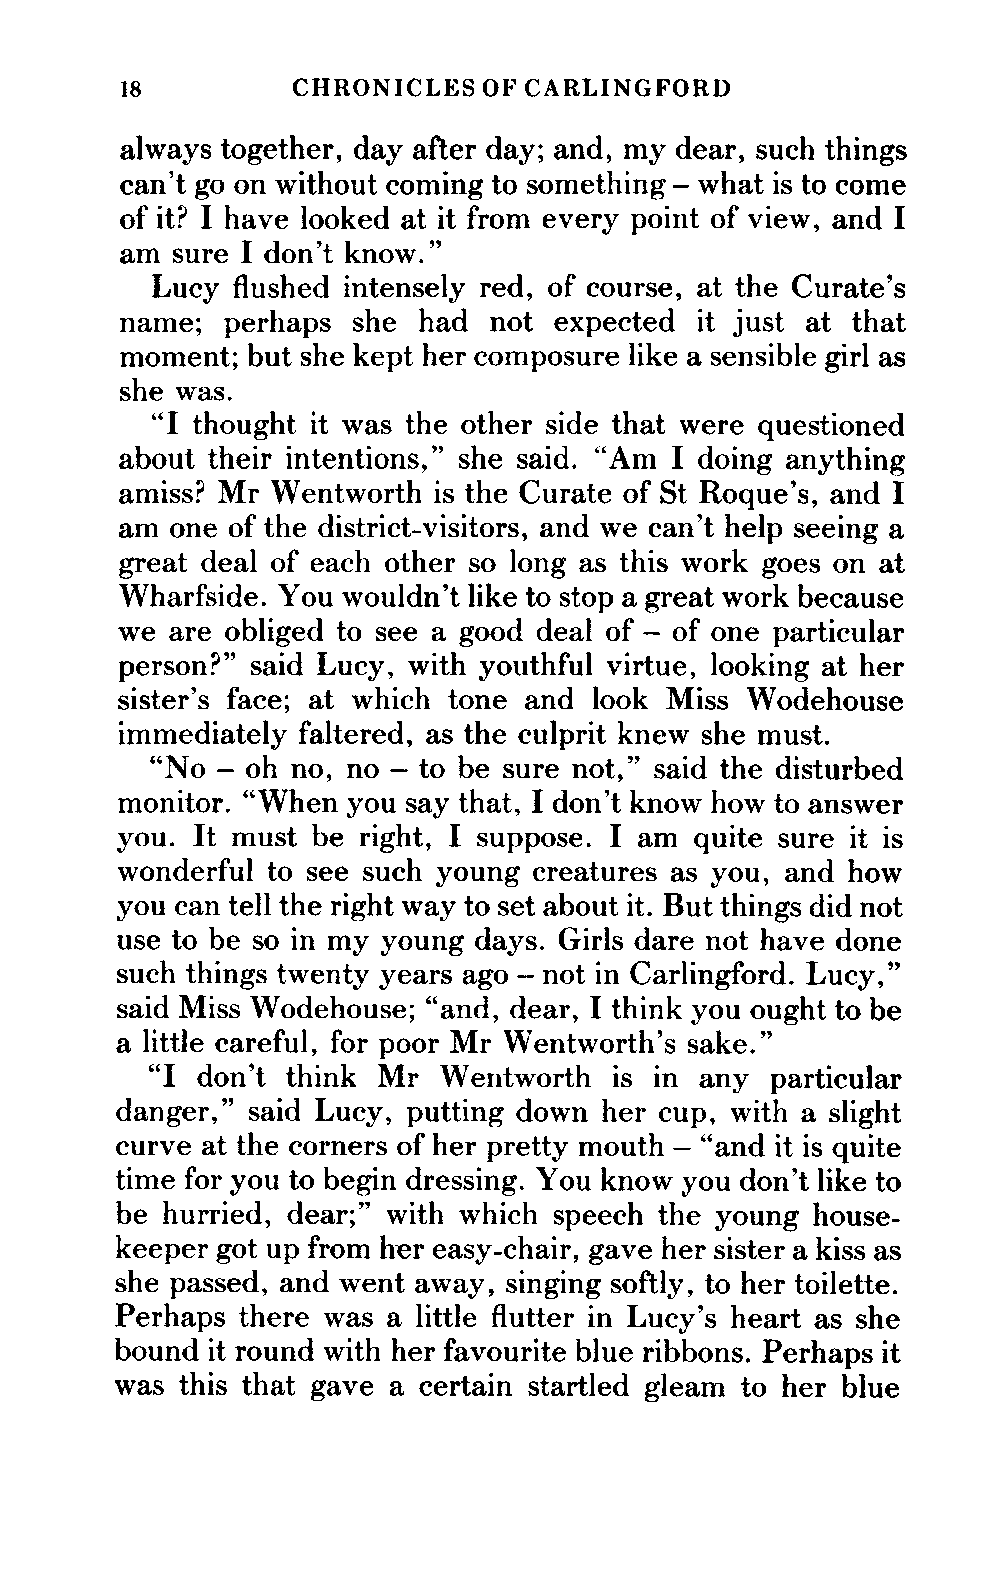 18 CHRONICLES OF CARLINGFORD
always together, day after day; and, my dear, such things
can't go on without coming to something – what is to come
of it? I have looked at it from every point of view, and I
am sure I don't know.”
Lucy flushed intensely red, of course, at the Curate's
name; perhaps she had not expected it just at that
moment; but she kept her composure like a sensible girl as
she was.
“I thought it was the other side that were questioned
about their intentions,” she said. “Am I doing anything
amiss? Mr Wentworth is the Curate of St Roque's, and I
am one of the district-visitors, and we can't help seeing a
great deal of each other so long as this work goes on at
Wharfside. You wouldn't like to stop a great work because
we are obliged to see a good deal of – of one particular
person?” said Lucy, with youthful virtue, looking at her
sister's face; at which tone and look Miss Wodehouse
immediately faltered, as the culprit knew she must.
“No – oh no, no – to be sure not,” said the disturbed
monitor. “When you say that, I don't know how to answer
you. It must be right, I suppose. I am quite sure it is
wonderful to see such young creatures as you, and how
you can tell the right way to set about it. But things did not
use to be so in my young days. Girls dare not have done
such things twenty years ago – not in Carlingford. Lucy,”
said Miss Wodehouse; “and, dear, I think you ought to be
a little careful, for poor Mr Wentworth's sake.”
“I don't think Mr Wentworth is in any particular
danger,” said Lucy, putting down her cup, with a slight
curve at the corners of her pretty mouth – “and it is quite
time for you to begin dressing. You know you don't like to
be hurried, dear;” with which speech the young house-
keeper got up from her easy-chair, gave her sister a kiss as
she passed, and went away, singing softly, to her toilette.
Perhaps there was a little flutter in Lucy's heart as she
bound it round with her favourite blue ribbons. Perhaps it
was this that gave a certain startled gleam to her blue